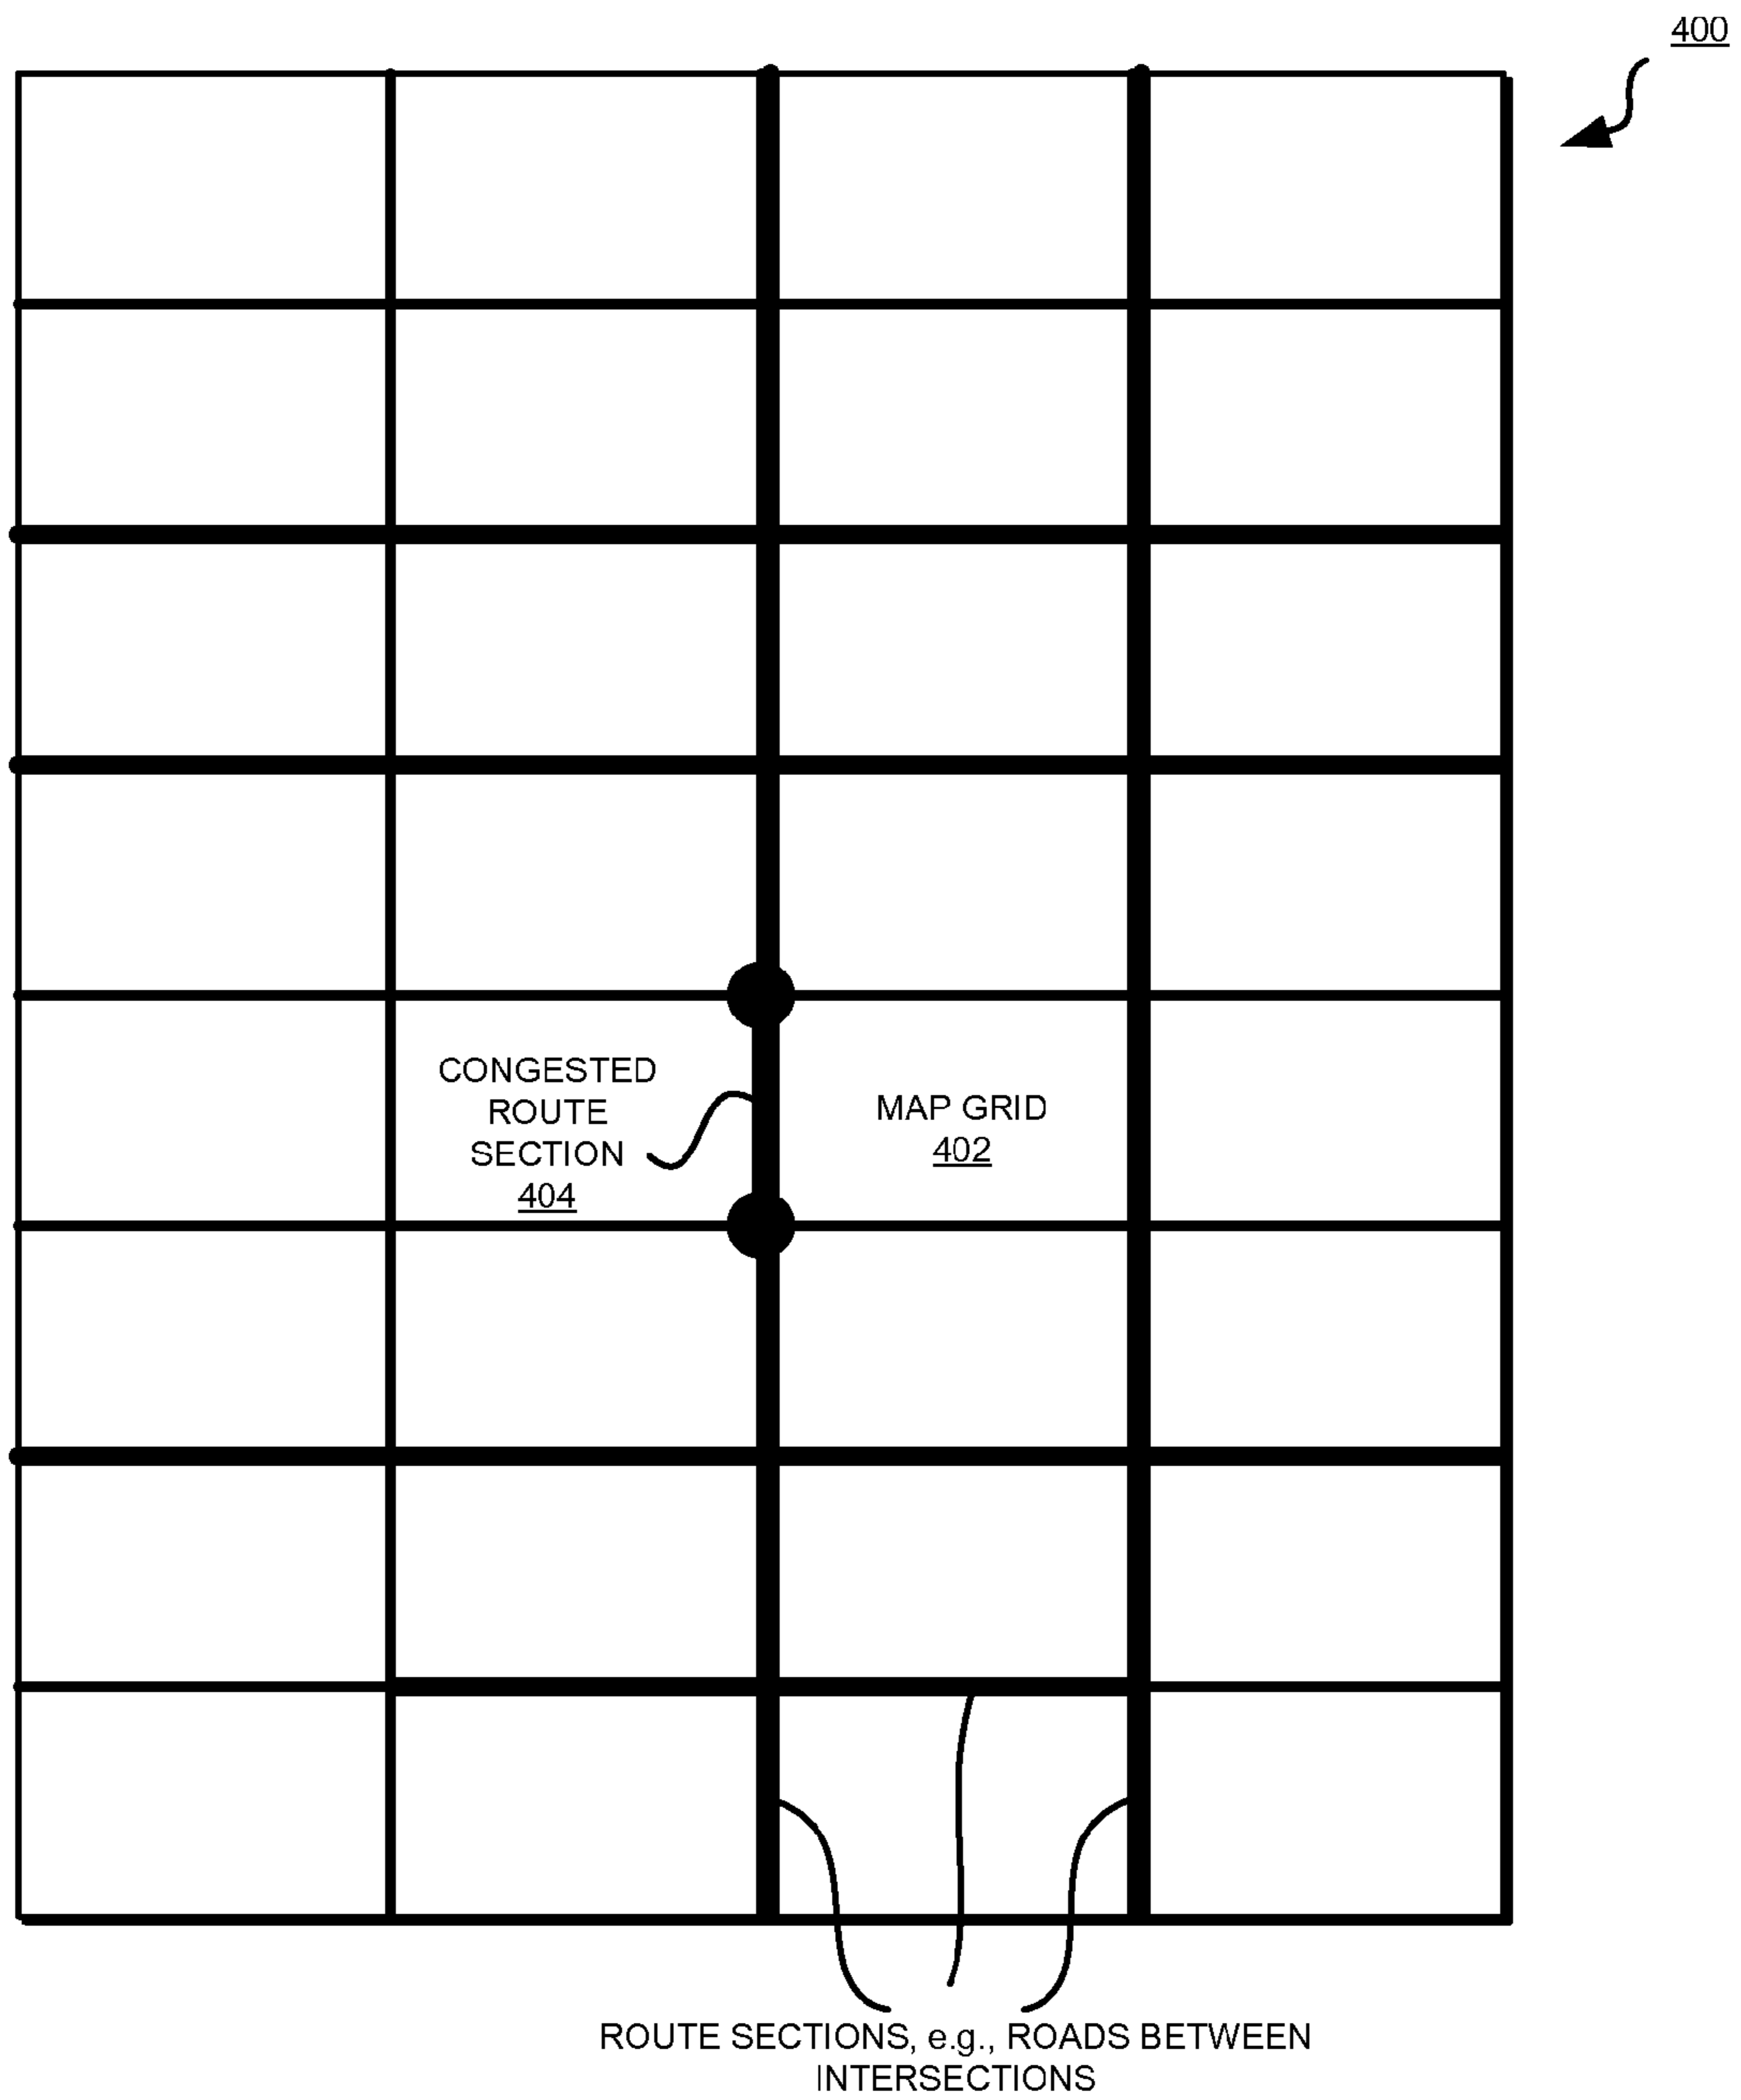 400
CONGESTED
ROUTE
SECTION
404
MAP GRID
402
ROUTE SECTIONS, e.g., ROADS BETWEEN
INTERSECTIONS